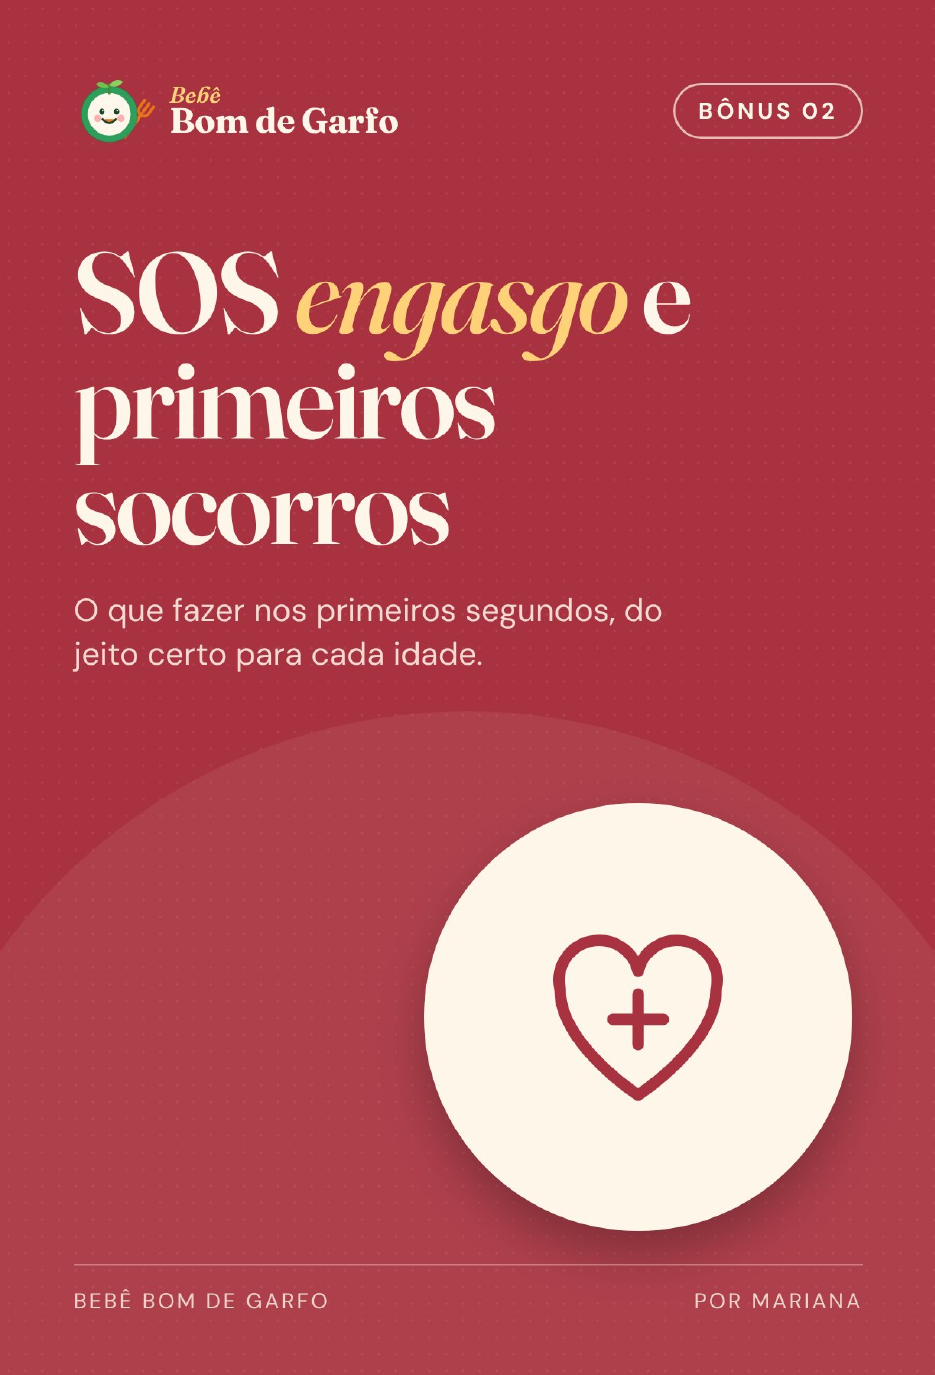 Bebê
Bom de Garfo
BÔNUS 02
SOS engasgo e
primeiros
socorros
O que fazer nos primeiros segundos, do
jeito certo para cada idade.
BEBÊ BOM DE GARFO
POR MARIANA